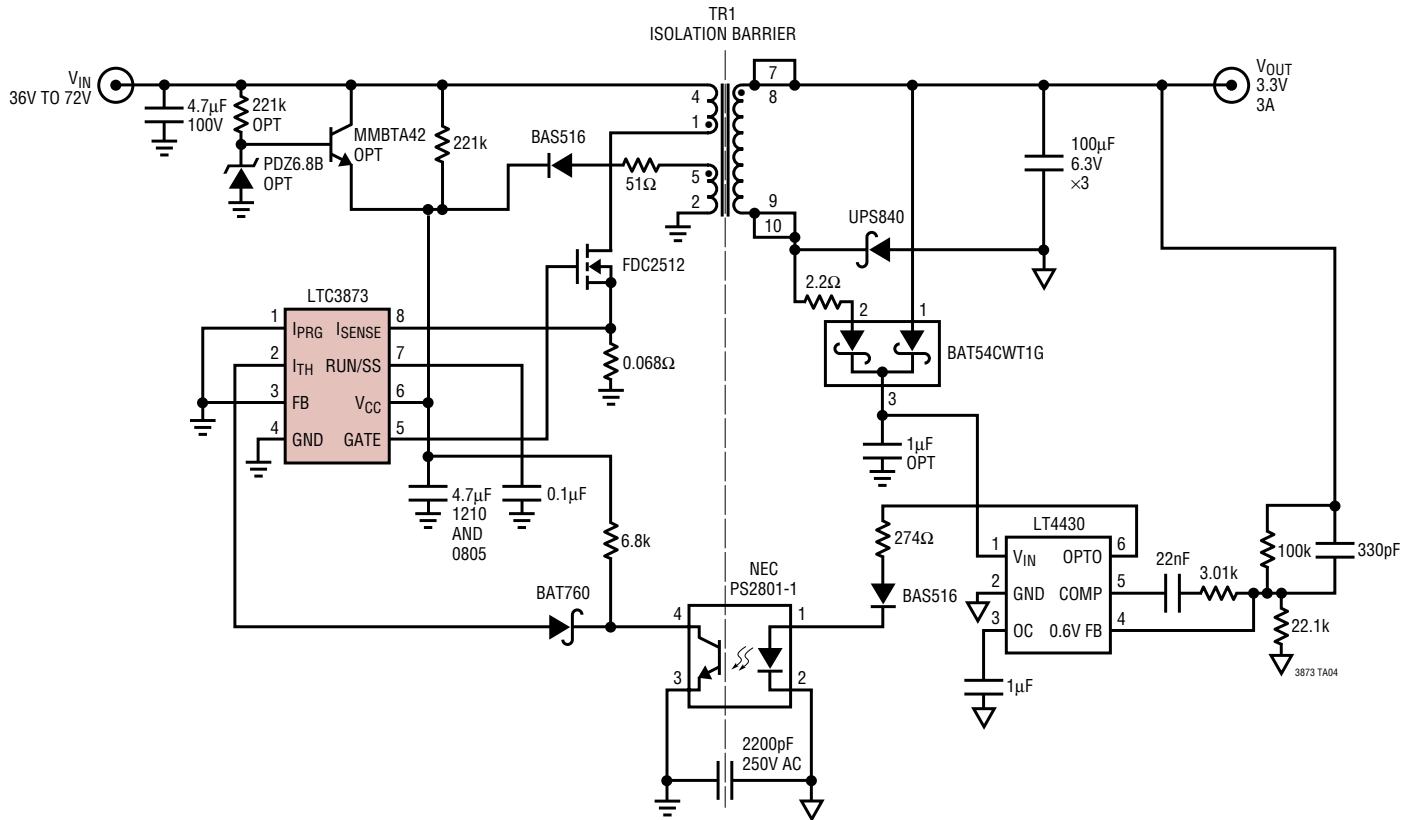 TR1
ISOLATION BARRIER
VIN
36V TO 72V
4.7µF
100V
221k
OPT
PDZ6.8B
OPT
MMBTA42
OPT
221k
BAS516
51Ω
4
1
5
2
7
8
9
10
VOUT
3.3V
3A
100µF
6.3V
×3
UPS840
FDC2512
2.2Ω
2
1
BAT54CWT1G
3
1µF
OPT
LTC3873
1
IPRG
ISENSE
8
2
ITH
RUN/SS
7
3
FB
VCC
6
4
GND
GATE
5
0.068Ω
4.7µF
1210
AND
0805
0.1µF
6.8k
BAT760
NEC
PS2801-1
4
1
3
2
2200pF
250V AC
274Ω
BAS516
LT4430
1
VIN
OPTO
6
2
GND
COMP
5
3
OC
0.6V FB
4
1µF
22nF
3.01k
100k
330pF
22.1k
3873 TA04